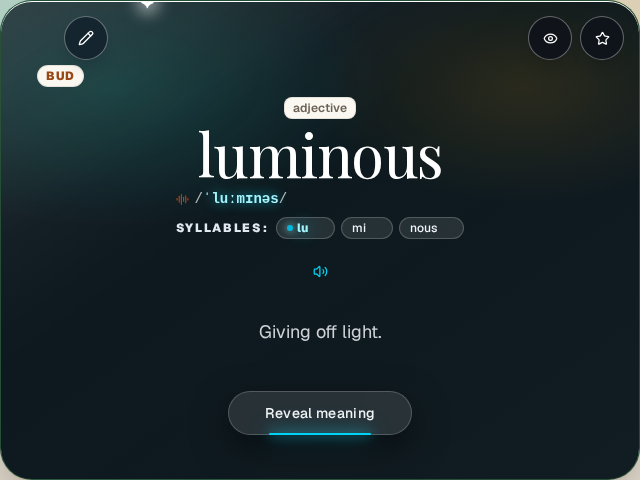 BUD
adjective
luminous
/ˈluːmɪnəs/
SYLLABLES: lu mi nous
Giving off light.
Reveal meaning